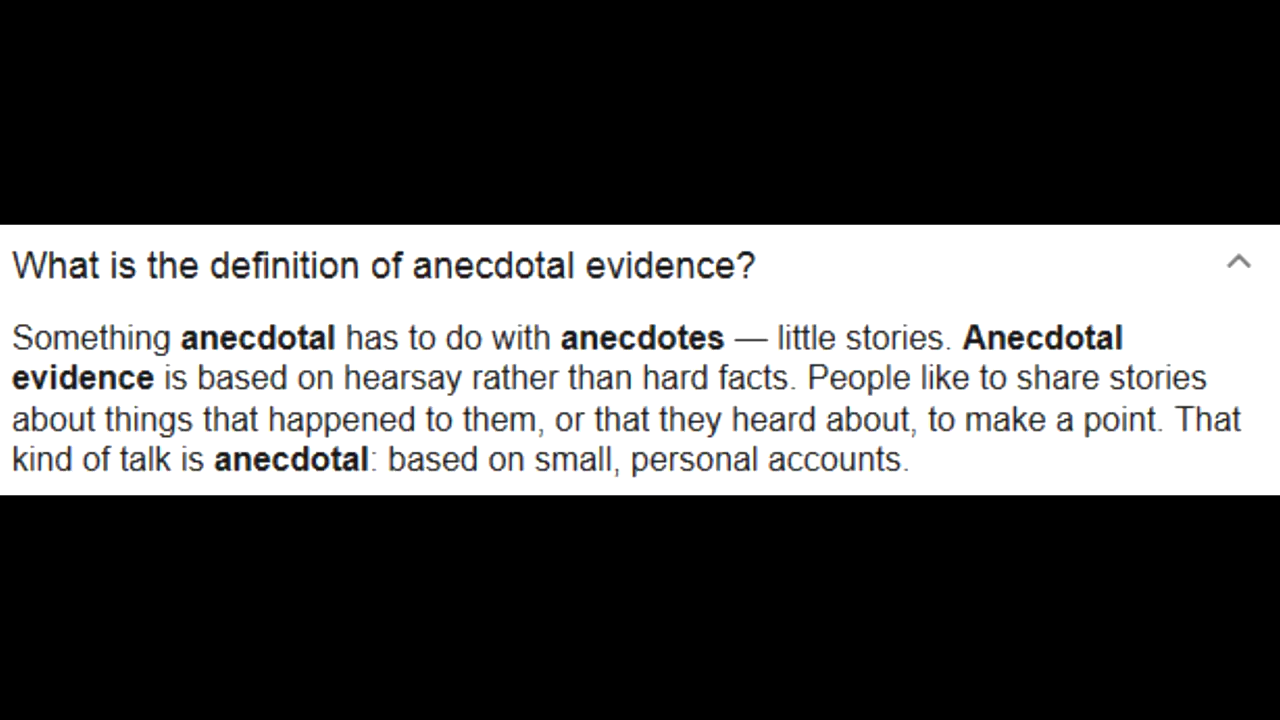 What is the definition of anecdotal evidence?
Something anecdotal has to do with anecdotes — little stories. Anecdotal
evidence is based on hearsay rather than hard facts. People like to share stories
about things that happened to them, or that they heard about, to make a point. That
kind of talk is anecdotal: based on small, personal accounts.